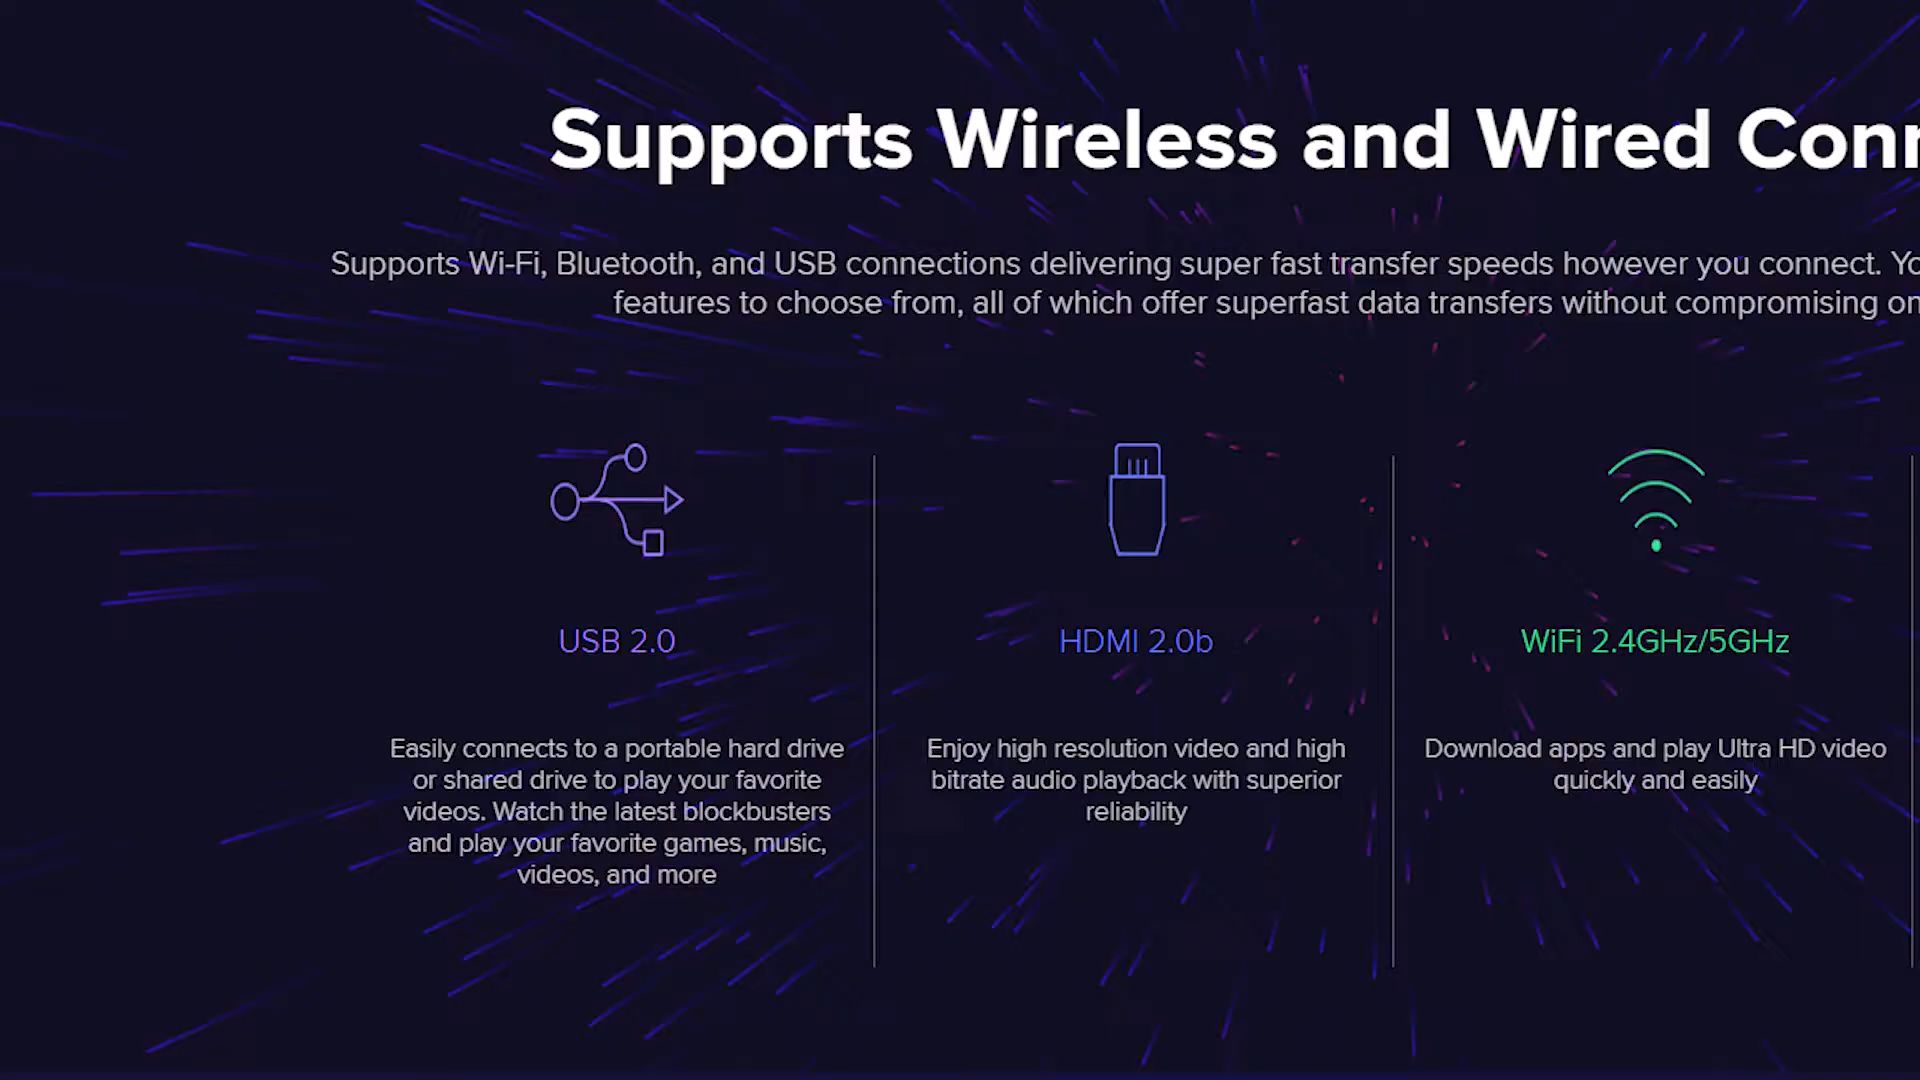 Supports Wireless and Wired
Supports Wi-Fi, Bluetooth, and USB connections delivering super fast transfer speeds however you connect.
features to choose from, all of which offer superfast data transfers without compromising on
USB 2.0
Easily connects to a portable hard drive
or shared drive to play your favorite
videos. Watch the latest blockbusters
and play your favorite games, music,
videos, and more
HDMI 2.0b
Enjoy high resolution video and high
bitrate audio playback with superior
reliability
WiFi 2.4GHz/5GHz
Download apps and play Ultra HD video
quickly and easily